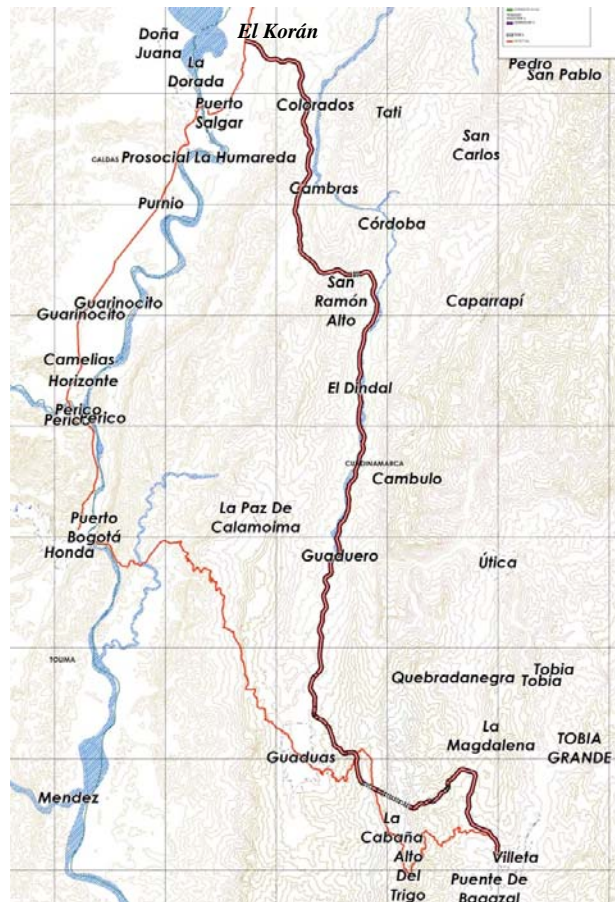 El Korán
Doña
Juana
La
Dorada
Pedro
San Pablo
Puerto
Salgar
Colorados
Tati
San
Carlos
CALDAS
Prosocial La Humareda
Cambras
Purnio
Córdoba
San
Ramón
Alto
Caparrapí
Guarinocito
Guarinocito
Camelias
Horizonte
El Dindal
Perico
Perico
Perico
CUNDINAMARCA
Cambulo
La Paz De
Calamoima
Puerto
Bogotá
Honda
Guaduero
Útica
TOLIMA
Quebradanegra
Tobia
Tobia
La
Magdalena
TOBIA
GRANDE
Guaduas
Mendez
La
Cabaña
Alto
Del
Trigo
Villeta
Puente De
Bagazal